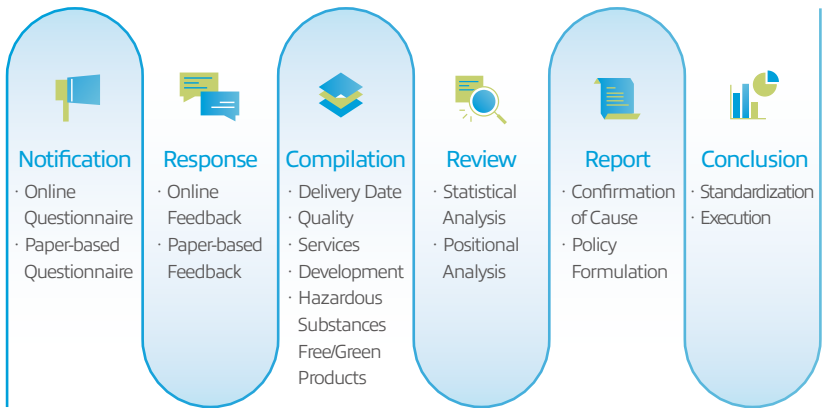 Notification
· Online
Questionnaire
· Paper-based
Questionnaire
Response
· Online
Feedback
· Paper-based
Feedback
Compilation
· Delivery Date
· Quality
· Services
· Development
· Hazardous
Substances
Free/Green
Products
Review
· Statistical
Analysis
· Positional
Analysis
Report
· Confirmation
of Cause
· Policy
Formulation
Conclusion
· Standardization
· Execution